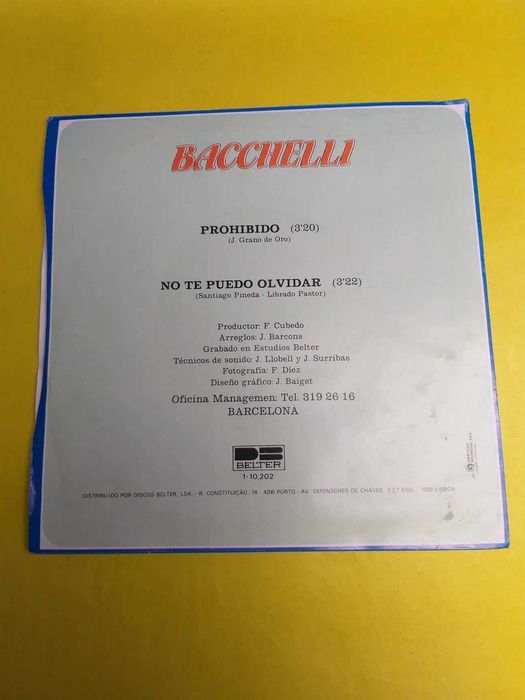 BACCHELLI
PROHIBIDO (3'20)
(J. Grano de Oro)
NO TE PUEDO OLVIDAR (3'22)
(Santiago Pineda - Librado Pastor)
Productor: F. Cubedo
Arreglos: J. Barcons
Grabado en Estudios Belter
Técnicos de sonido: J. Llobell y J. Surribas
Fotografía: F. Diez
Diseño gráfico: J. Baiget
Oficina Managemen: Tel. 319 26 16
BARCELONA
BELTER
1-10.202
DISTRIBUIDO POR DISCOS BELTER, LDA. - R. CONSTITUIÇÃO, 74 - 4200 PORTO - AV. DEFENSORES DE CHAVES, 3-3.º ESQ. - 1000 LISBOA